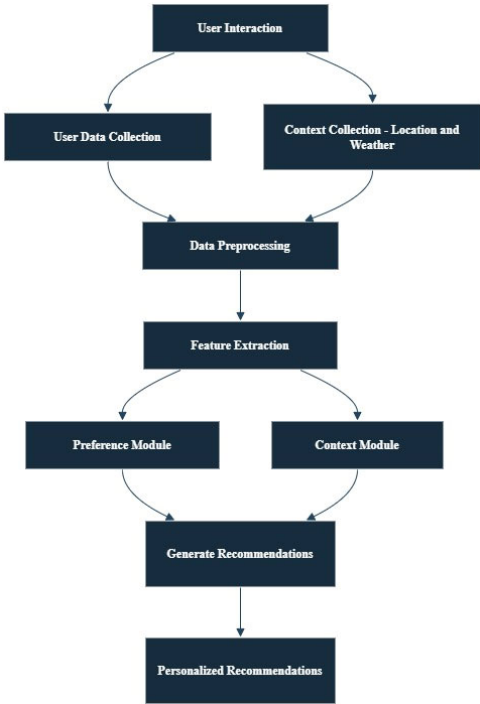 User Interaction
User Data Collection
Context Collection - Location and
Weather
Data Preprocessing
Feature Extraction
Preference Module
Context Module
Generate Recommendations
Personalized Recommendations